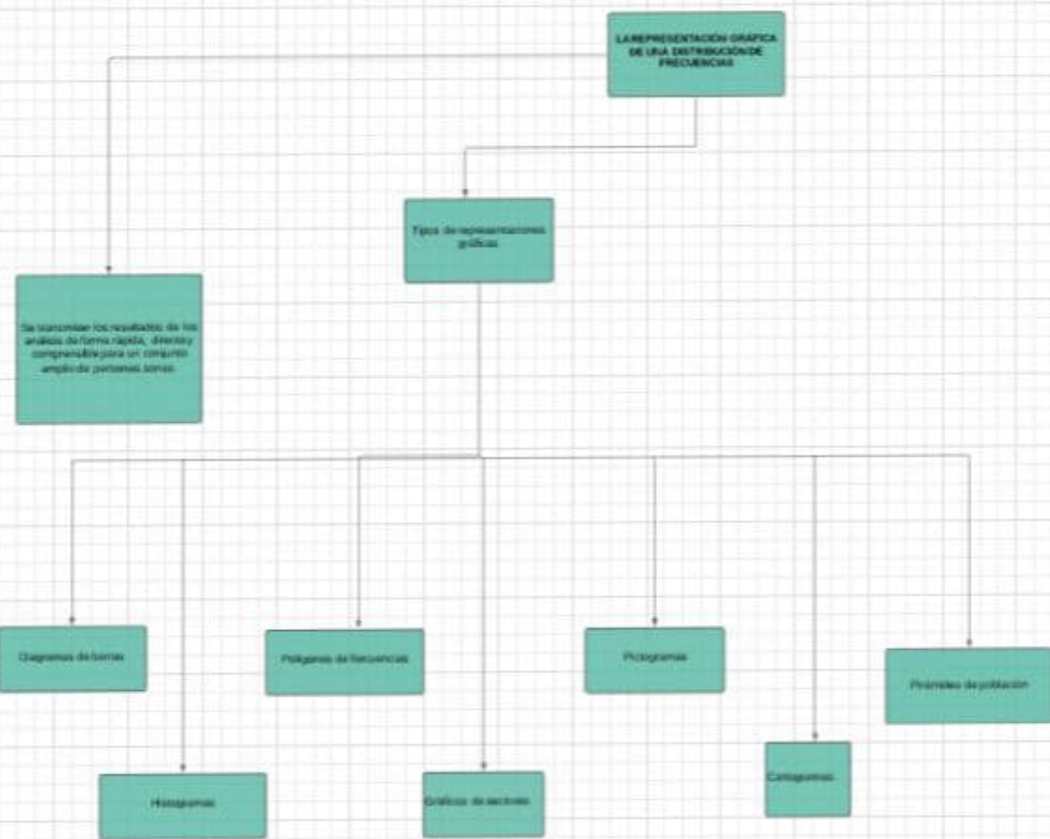 LA REPRESENTACIÓN GRÁFICA
DE UNA DISTRIBUCIÓN DE
FRECUENCIAS
Tipos de representaciones
gráficas
Se transmiten los resultados de los
análisis de forma rápida, directa y
comprensible para un conjunto
amplio de personas
Diagramas de barras
Polígonos de frecuencias
Pictogramas
Pirámides de población
Histogramas
Gráficos de sectores
Cartogramas